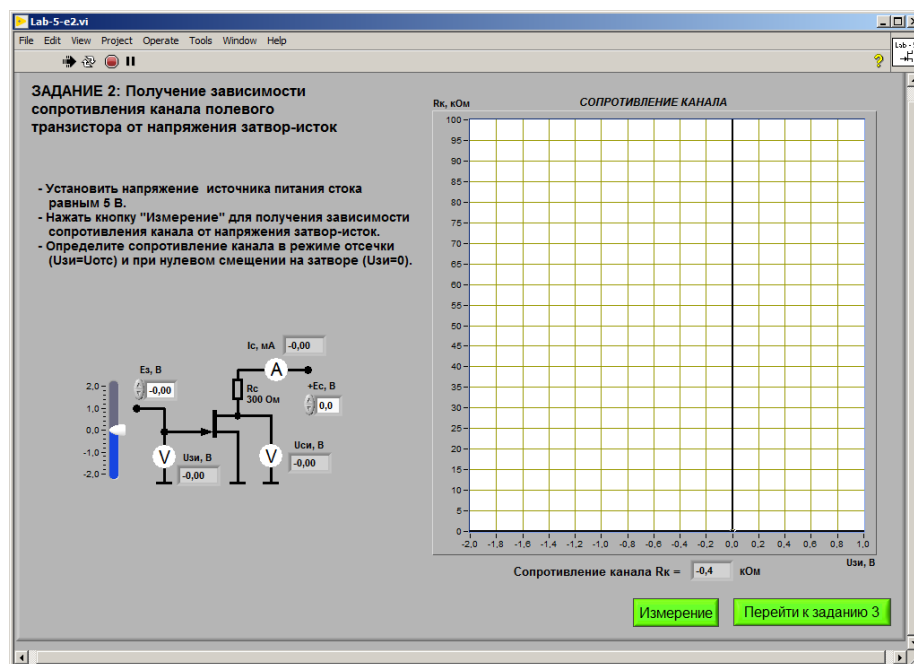 Lab-5-e2.vi
File Edit View Project Operate Tools Window Help
ЗАДАНИЕ 2: Получение зависимости
сопротивления канала полевого
транзистора от напряжения затвор-исток
- Установить напряжение источника питания стока
равным 5 В.
- Нажать кнопку "Измерение" для получения зависимости
сопротивления канала от напряжения затвор-исток.
- Определите сопротивление канала в режиме отсечки
(Uзи=Uотс) и при нулевом смещении на затворе (Uзи=0).
Iс, мА -0,00
A
Eз, В
-0,00
Rс
300 Ом
+Eс, В
0,0
2,0
1,0
0,0
-1,0
-2,0
V
Uзи, В
-0,00
V
Uси, В
-0,00
Rк, кОм
СОПРОТИВЛЕНИЕ КАНАЛА
100
95
90
85
80
75
70
65
60
55
50
45
40
35
30
25
20
15
10
5
0
-2,0 -1,8 -1,6 -1,4 -1,2 -1,0 -0,8 -0,6 -0,4 -0,2 0,0 0,2 0,4 0,6 0,8 1,0
Uзи, В
Сопротивление канала Rк = -0,4 кОм
Измерение
Перейти к заданию 3